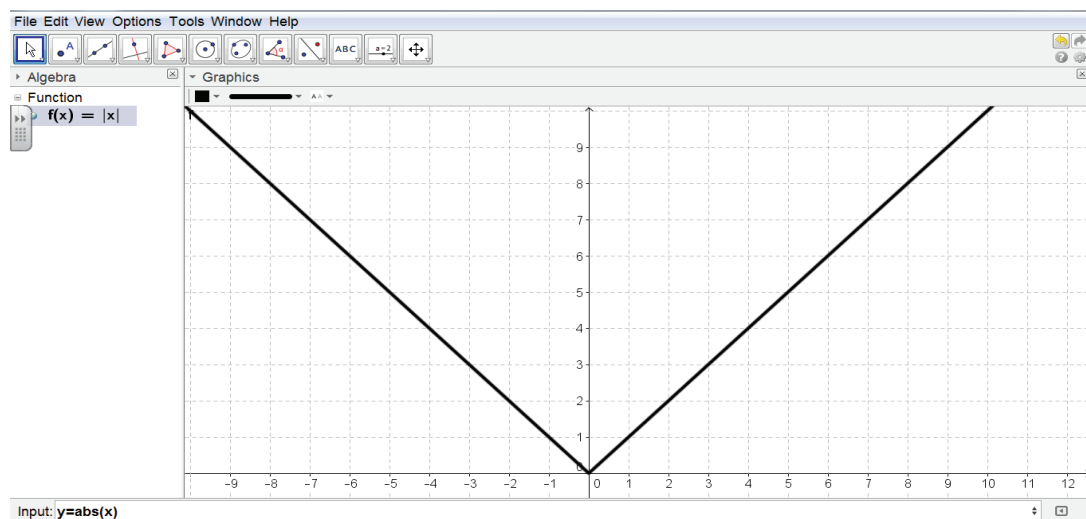 File Edit View Options Tools Window Help
A α ABC a=2
Algebra
Graphics
Function
A A
f(x) = |x|
f
9
8
7
6
5
4
3
2
1
0
-9 -8 -7 -6 -5 -4 -3 -2 -1 0 1 2 3 4 5 6 7 8 9 10 11 12
Input: y=abs(x)